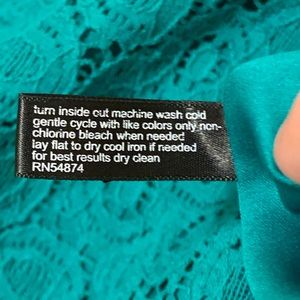 turn inside out machine wash cold
gentle cycle with like colors only non-
chlorine bleach when needed
lay flat to dry cool iron if needed
for best results dry clean
RN54874